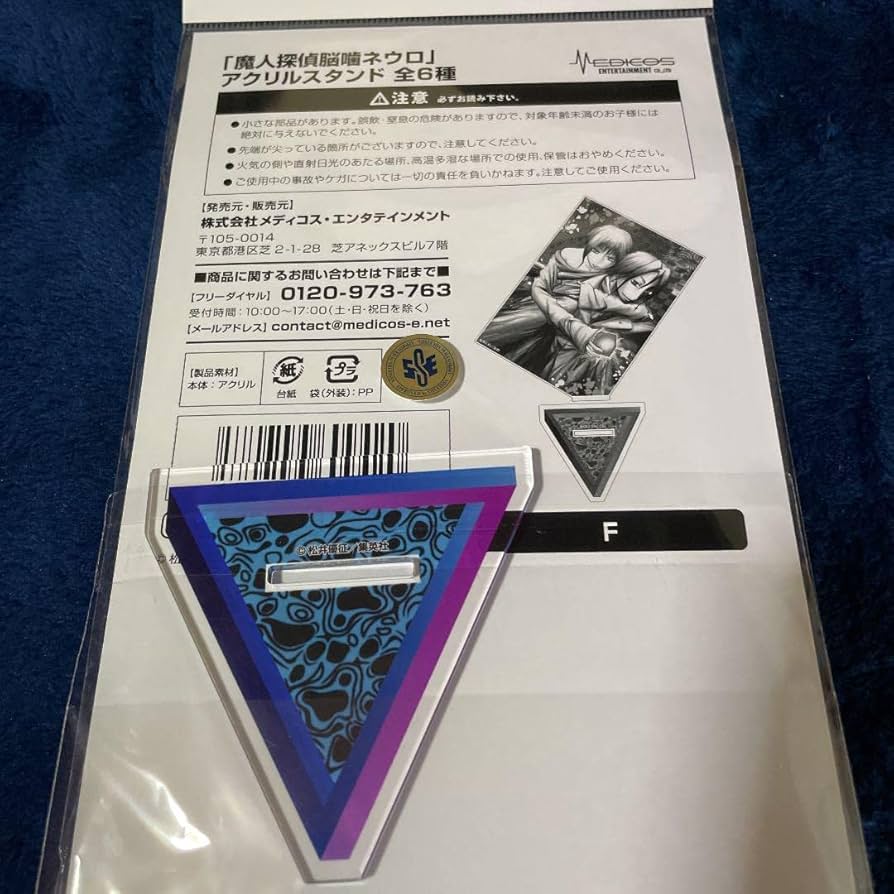 「魔人探偵脳噛ネウロ」
アクリルスタンド 全6種
MEDICOS
ENTERTAINMENT CO.,LTD
⚠注意 必ずお読み下さい。
●小さな部品があります。誤飲・窒息の危険がありますので、対象年齢未満のお子様には
絶対に与えないでください。
●先端が尖っている箇所がございますので、注意してください。
●火気の側や直射日光のあたる場所、高温多湿な場所での使用、保管はおやめください。
●ご使用中の事故やケガについては一切の責任を負いかねます。注意してご使用ください。
【発売元・販売元】
株式会社メディコス・エンタテインメント
〒105-0014
東京都港区芝2-1-28 芝アネックスビル7階
■商品に関するお問い合わせは下記まで■
【フリーダイヤル】 0120-973-763
受付時間：10:00〜17:00（土・日・祝日を除く）
【メールアドレス】 contact@medicos-e.net
【製品素材】
本体：アクリル
紙
台紙
プラ
袋（外装）：PP
F
©松井優征／集英社
© 松